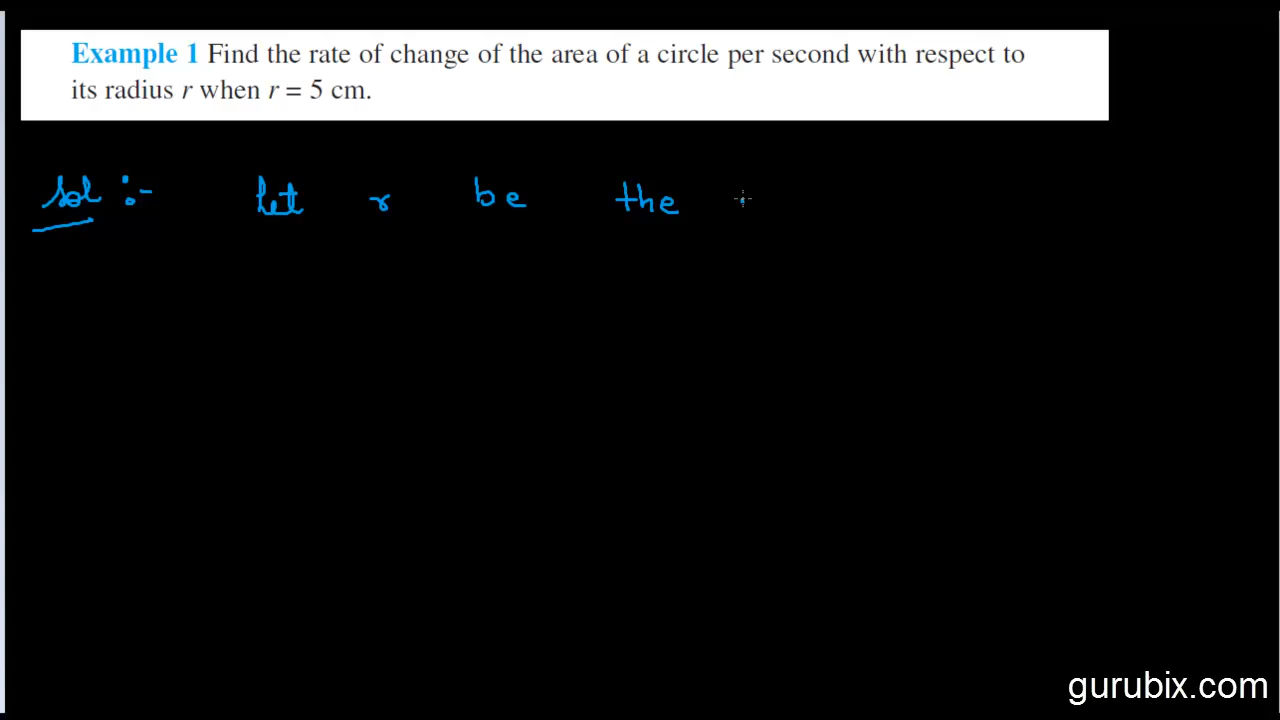 Example 1 Find the rate of change of the area of a circle per second with respect to
its radius r when r = 5 cm.
Sol :- let r be the
gurubix.com